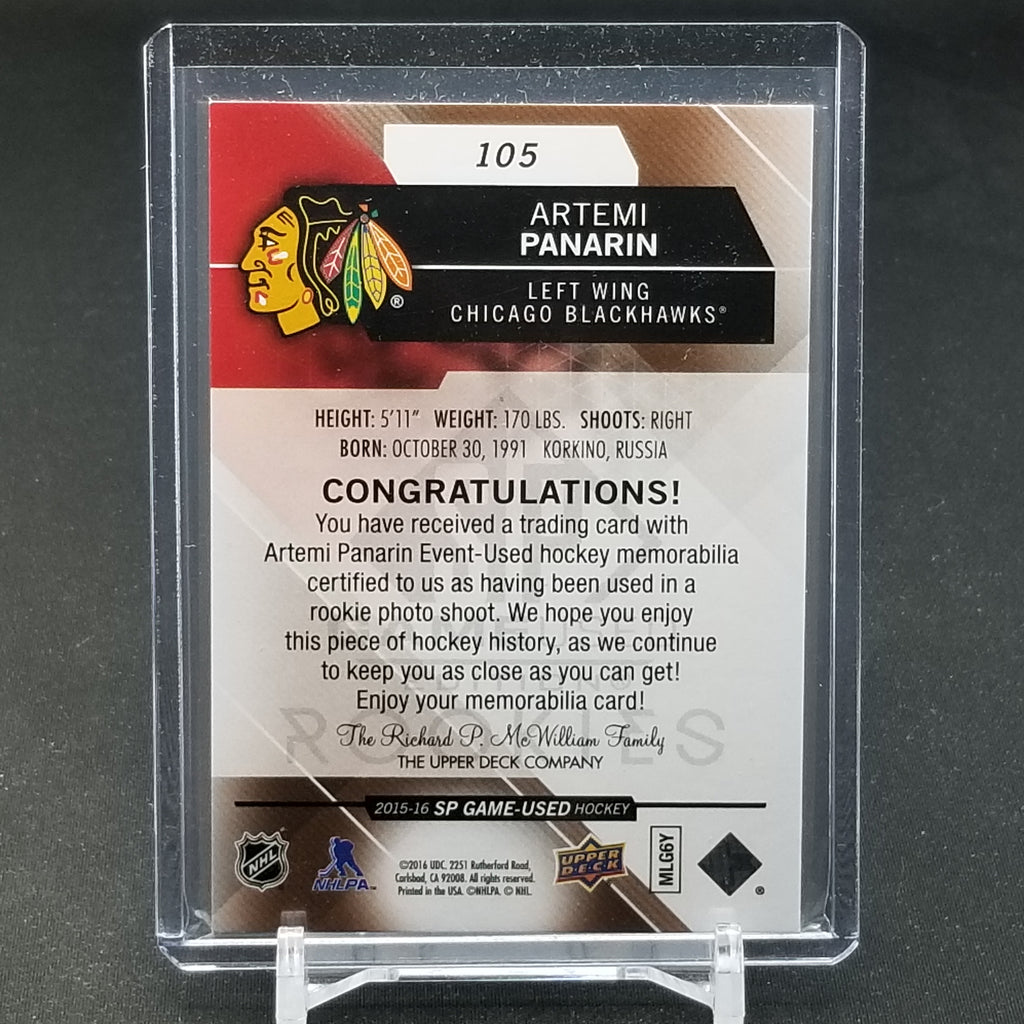 105
ARTEMI
PANARIN
LEFT WING
CHICAGO BLACKHAWKS®
®
HEIGHT: 5'11" WEIGHT: 170 LBS. SHOOTS: RIGHT
BORN: OCTOBER 30, 1991 KORKINO, RUSSIA
CONGRATULATIONS!
You have received a trading card with
Artemi Panarin Event-Used hockey memorabilia
certified to us as having been used in a
rookie photo shoot. We hope you enjoy
this piece of hockey history, as we continue
to keep you as close as you can get!
Enjoy your memorabilia card!
ROOKIES
The Richard P. McWilliam Family
THE UPPER DECK COMPANY
2015-16 SP GAME-USED HOCKEY
NHL
NHLPA™
©2016 UDC. 2251 Rutherford Road,
Carlsbad, CA 92008. All rights reserved.
Printed in the USA. ©NHLPA. © NHL.
UPPER
DECK
MLG6Y
®